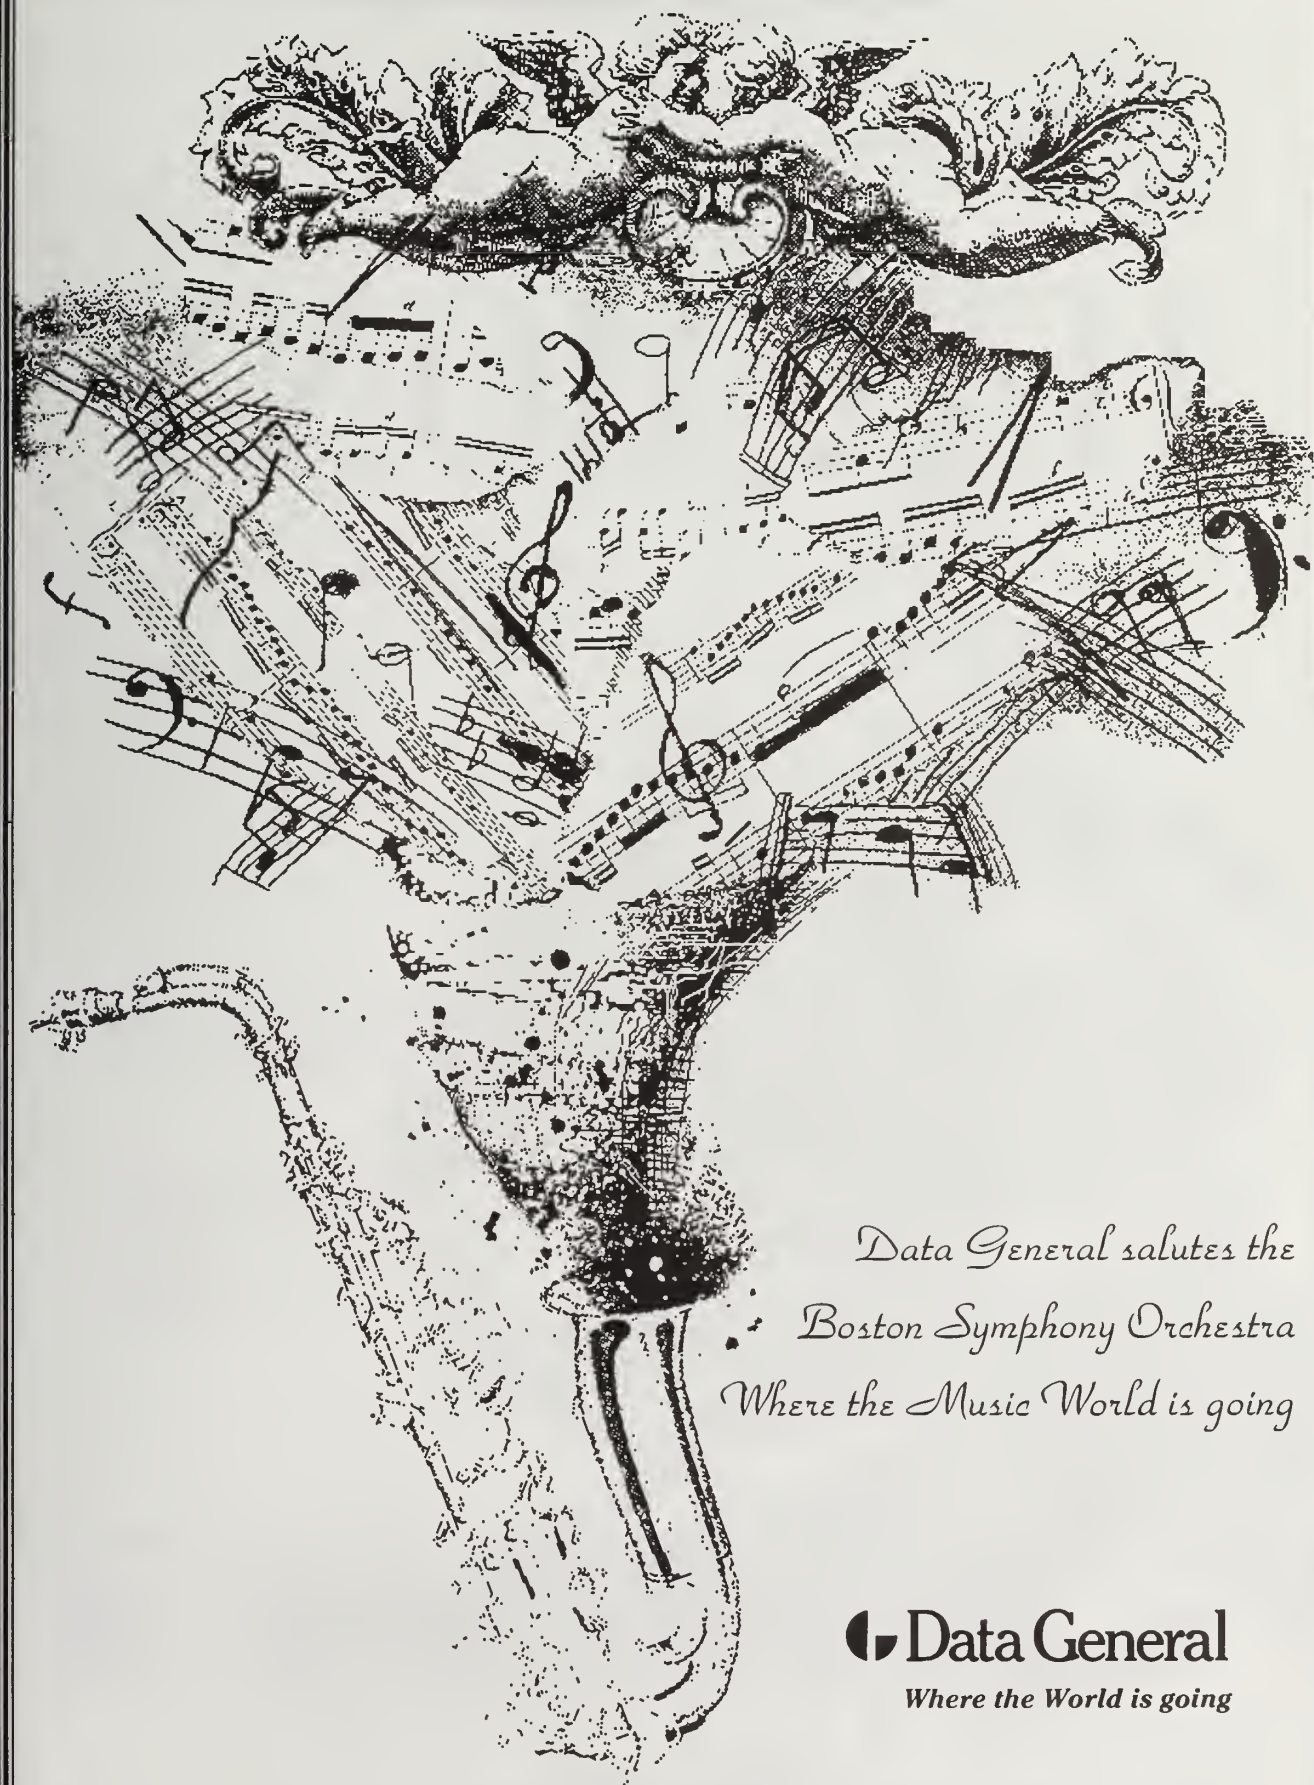 Data General salutes the
Boston Symphony Orchestra
Where the Music World is going
Data General
Where the World is going